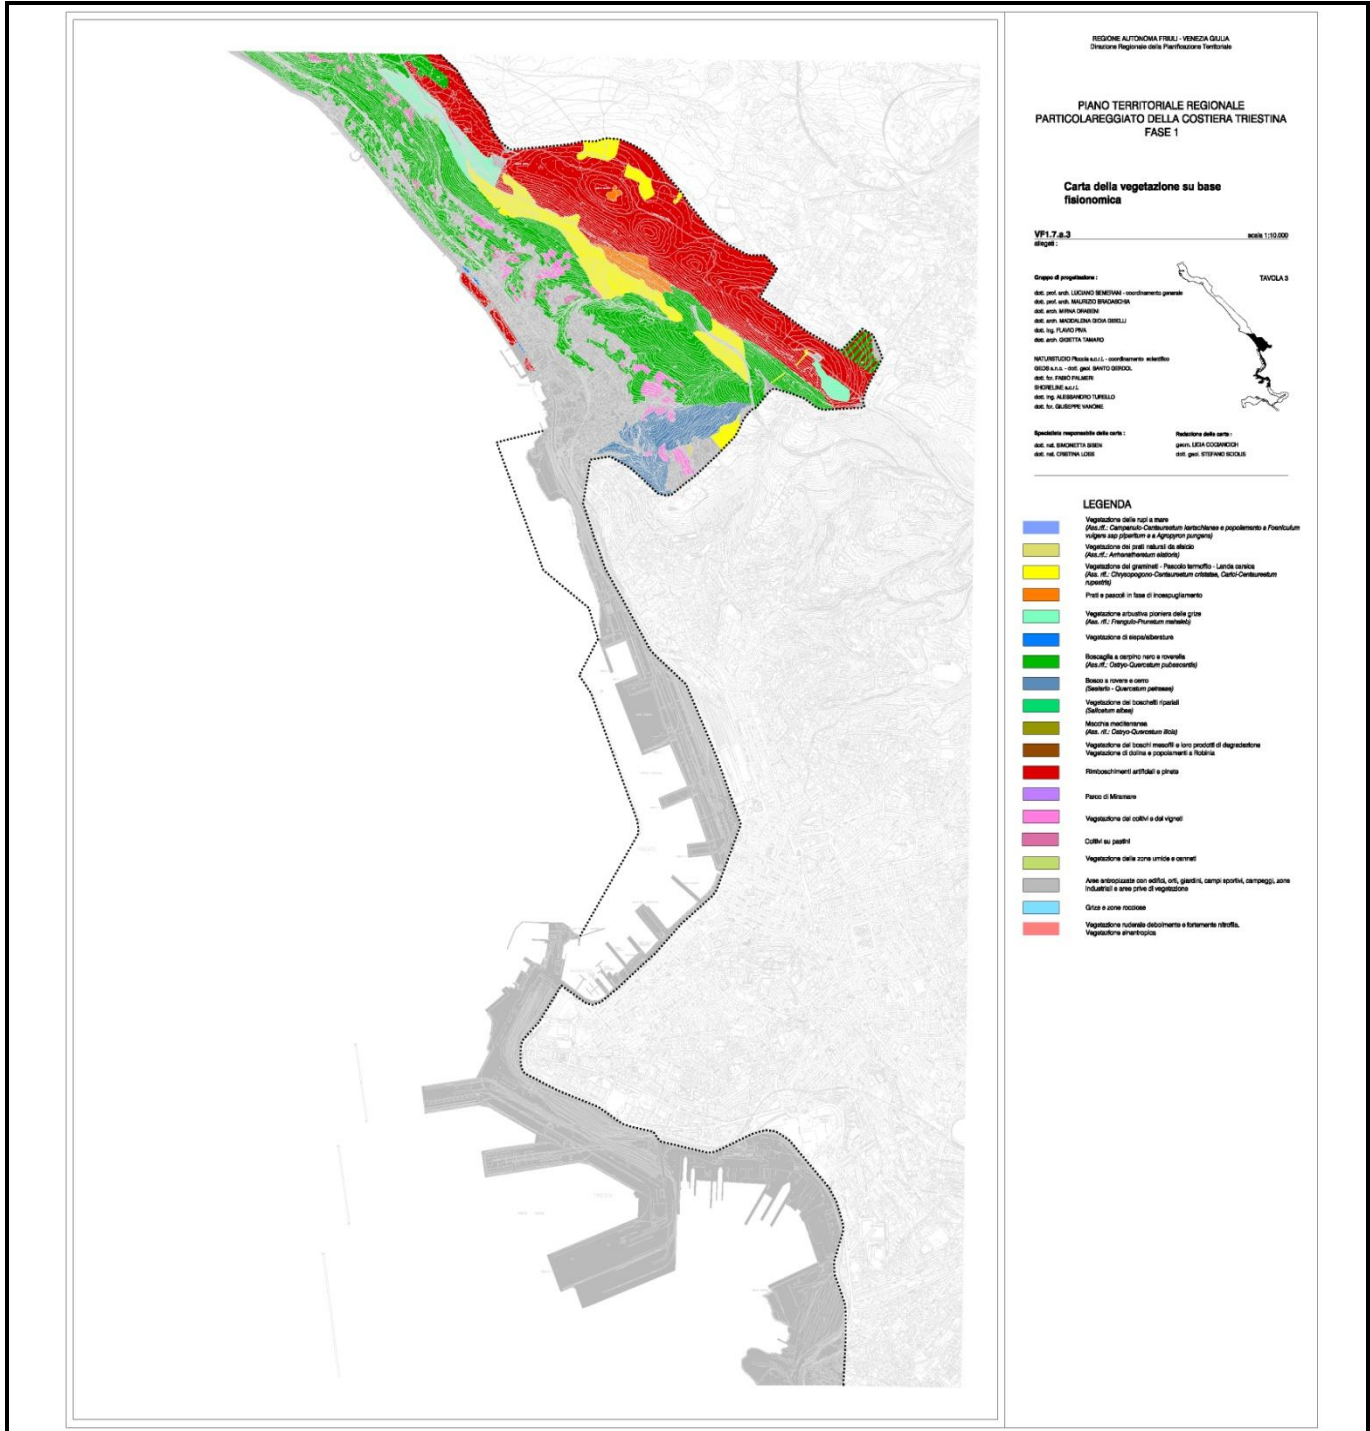 REGIONE AUTONOMA FRIULI - VENEZIA GIULIA
Direzione Regionale della Pianificazione Territoriale
PIANO TERRITORIALE REGIONALE
PARTICOLAREGGIATO DELLA COSTIERA TRIESTINA
FASE 1
Carta della vegetazione su base
fisionomica
VF1.7.a.3 scala 1:10.000
allegati :
Gruppo di progettazione : TAVOLA 3
dott. prof. arch. LUCIANO SEMERANI - coordinamento generale
dott. prof. arch. MAURIZIO BRADASCHIA
dott. arch. MIRNA DRABENI
dott. arch. MADDALENA GIOIA GIBELLI
dott. ing. FLAVIO PIVA
dott. arch. GIGETTA TAMARO
NATURSTUDIO Piccola s.c.r.l. - coordinamento scientifico
GEOS s.n.c. - dott. geol. SANTO GERDOL
dott. for. FABIO PALMERI
SHORELINE s.c.r.l.
dott. ing. ALESSANDRO TURELLO
dott. for. GIUSEPPE VANONE
Specialista responsabile della carta : Redazione della carta :
dott. nat. SIMONETTA geom. LICIA COCIANCICH
dott. nat. CRISTINA dott. geol. STEFANO
LEGENDA
Vegetazione delle rupi a mare
(Ass.rif.: Campanulo-Centaureetum kartschianae e popolamento a Foeniculum
vulgare ssp piperitum e a Agropyron pungens)
Vegetazione dei prati naturali da sfalcio
(Ass.rif.: Arrhenatheretum elatioris)
Vegetazione dei gramineti - Pascolo termofilo - Landa carsica
(Ass. rif.: Chrysopogono-Centaureetum cristatae, Carici-Centaureetum
rupestris)
Prati e pascoli in fase di incespugliamento
Vegetazione arbustiva pioniera delle grize
(Ass. rif.: Frangulo-Prunetum mahaleb)
Vegetazione di siepe/alberature
Boscaglia a carpino nero e roverella
(Ass.rif.: Ostryo-Quercetum pubescentis)
Bosco a rovere e cerro
(Seslerio - Quercetum petraeae)
Vegetazione dei boschetti ripariali
(Salicetum albae)
Macchia mediterranea
(Ass. rif.: Ostryo-Quercetum ilicis)
Vegetazione dei boschi mesofili e loro prodotti di degradazione
Vegetazione di dolina e popolamenti a Robinia
Rimboschimenti artificiali e pineta
Parco di Miramare
Vegetazione dei coltivi e dei vigneti
Coltivi su pastini
Vegetazione delle zone umide e canneti
Aree antropizzate con edifici, orti, giardini, campi sportivi, campeggi, zone
industriali e aree prive di vegetazione
Grize e zone rocciose
Vegetazione ruderale debolmente e fortemente nitrofila.
Vegetazione sinantropica